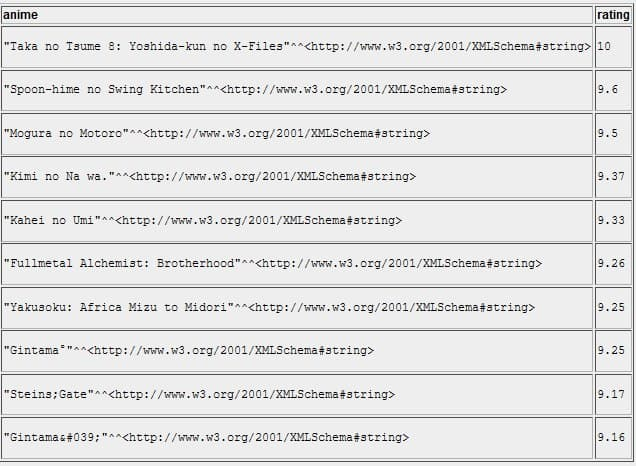 anime rating
"Taka no Tsume 8: Yoshida-kun no X-Files"^^<http://www.w3.org/2001/XMLSchema#string> 10
"Spoon-hime no Swing Kitchen"^^<http://www.w3.org/2001/XMLSchema#string> 9.6
"Mogura no Motoro"^^<http://www.w3.org/2001/XMLSchema#string> 9.5
"Kimi no Na wa."^^<http://www.w3.org/2001/XMLSchema#string> 9.37
"Kahei no Umi"^^<http://www.w3.org/2001/XMLSchema#string> 9.33
"Fullmetal Alchemist: Brotherhood"^^<http://www.w3.org/2001/XMLSchema#string> 9.26
"Yakusoku: Africa Mizu to Midori"^^<http://www.w3.org/2001/XMLSchema#string> 9.25
"Gintama°"^^<http://www.w3.org/2001/XMLSchema#string> 9.25
"Steins;Gate"^^<http://www.w3.org/2001/XMLSchema#string> 9.17
"Gintama&#039;"^^<http://www.w3.org/2001/XMLSchema#string> 9.16